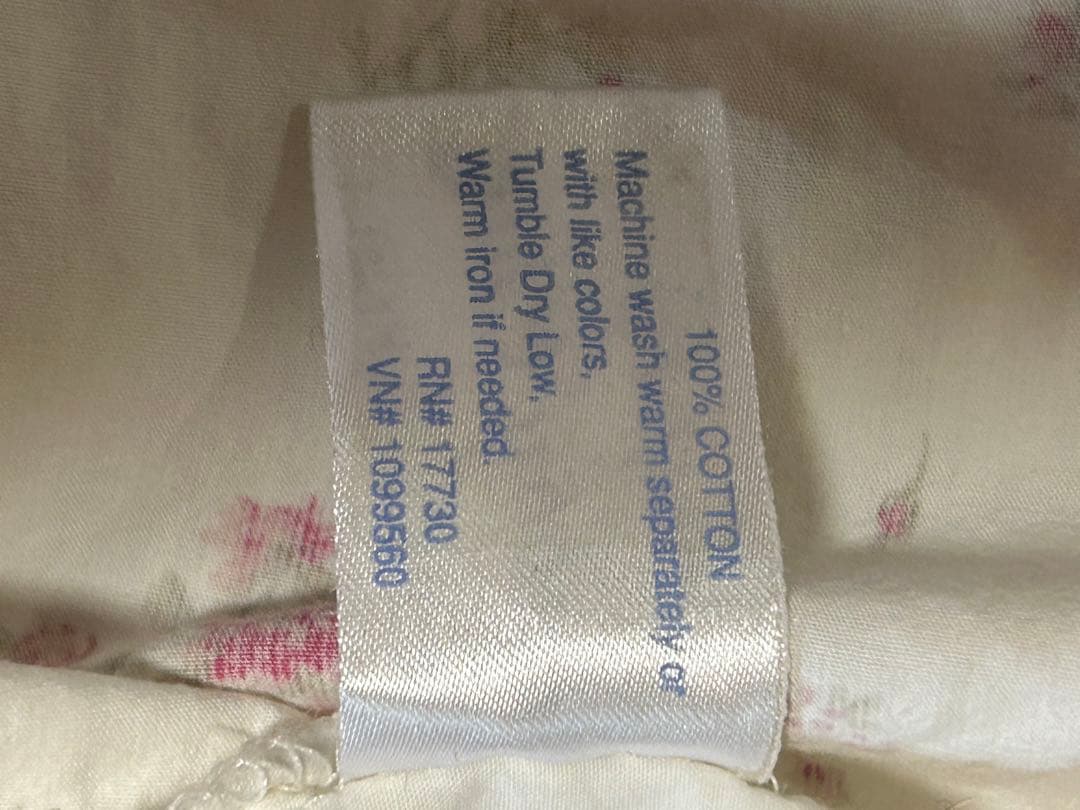 100% COTTON
Machine wash warm separately or
with like colors,
Tumble Dry Low,
Warm iron if needed.
RN# 17730
VN# 1099560